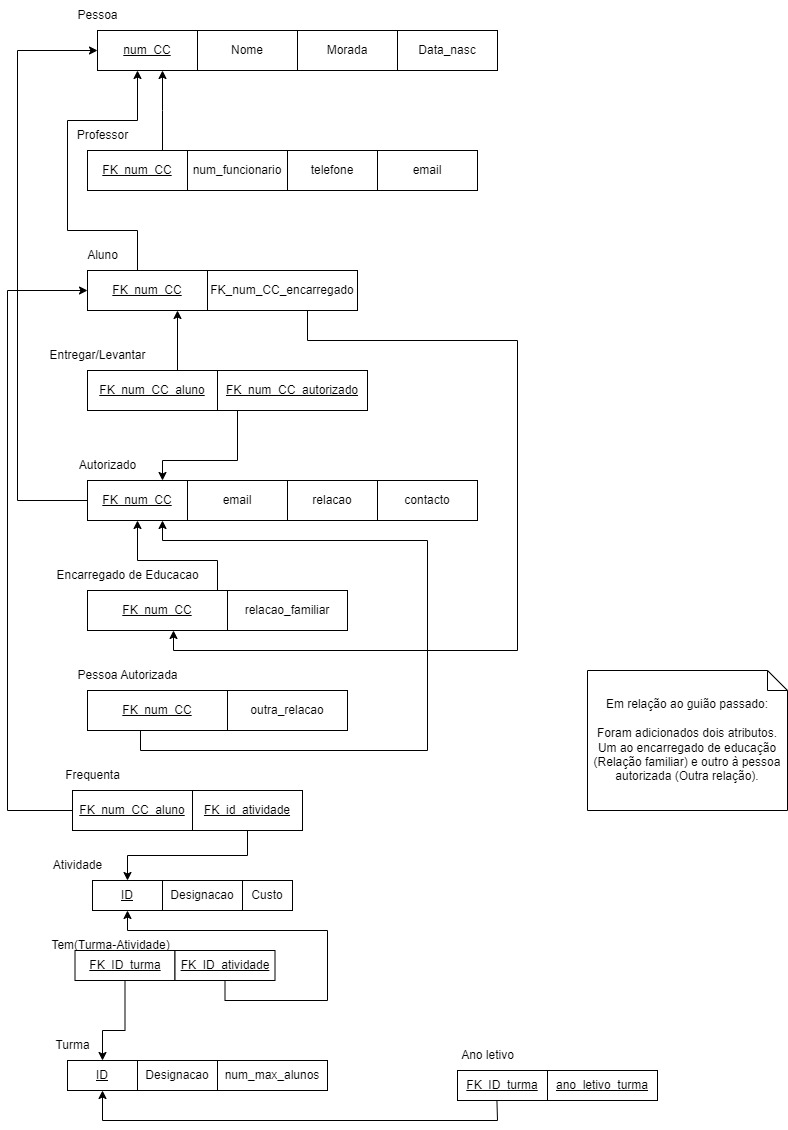 Pessoa
num_CC
Nome
Morada
Data_nasc
Professor
FK_num_CC
num_funcionario
telefone
email
Aluno
FK_num_CC
FK_num_CC_encarregado
Entregar/Levantar
FK_num_CC_aluno
FK_num_CC_autorizado
Autorizado
FK_num_CC
email
relacao
contacto
Encarregado de Educacao
FK_num_CC
relacao_familiar
Pessoa Autorizada
FK_num_CC
outra_relacao
Em relação ao guião passado:
Foram adicionados dois atributos.
Um ao encarregado de educação
(Relação familiar) e outro à pessoa
autorizada (Outra relação).
Frequenta
FK_num_CC_aluno
FK_id_atividade
Atividade
ID
Designacao
Custo
Tem(Turma-Atividade)
FK_ID_turma
FK_ID_atividade
Turma
ID
Designacao
num_max_alunos
Ano letivo
FK_ID_turma
ano_letivo_turma